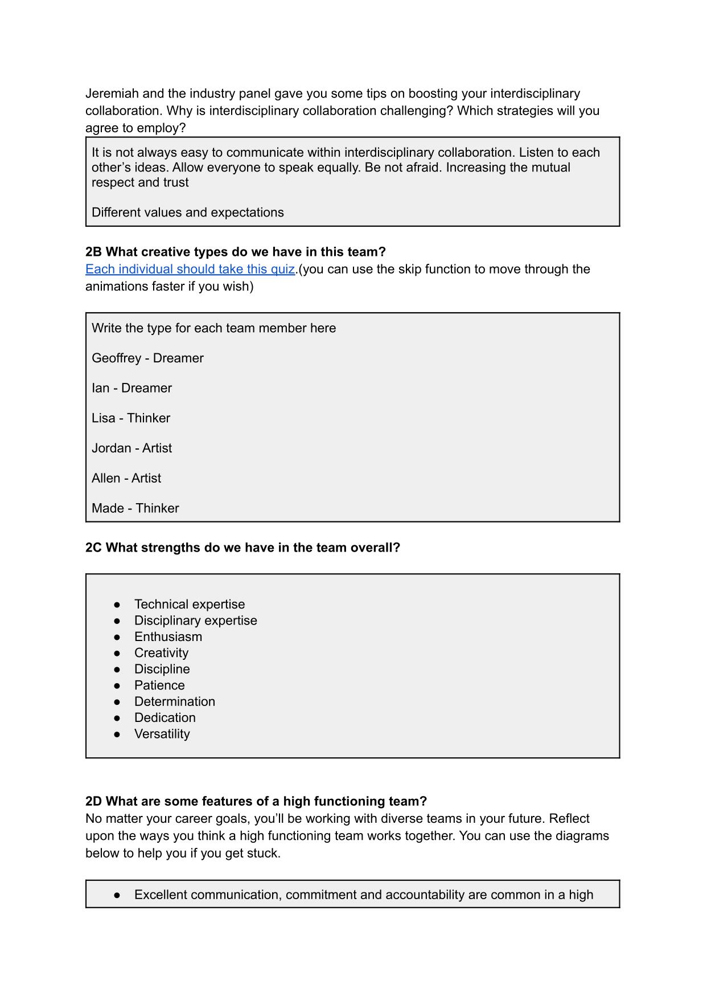 Jeremiah and the industry panel gave you some tips on boosting your interdisciplinary
collaboration. Why is interdisciplinary collaboration challenging? Which strategies will you
agree to employ?
It is not always easy to communicate within interdisciplinary collaboration. Listen to each
other’s ideas. Allow everyone to speak equally. Be not afraid. Increasing the mutual
respect and trust
Different values and expectations
2B What creative types do we have in this team?
Each individual should take this quiz.(you can use the skip function to move through the
animations faster if you wish)
Write the type for each team member here
Geoffrey - Dreamer
Ian - Dreamer
Lisa - Thinker
Jordan - Artist
Allen - Artist
Made - Thinker
2C What strengths do we have in the team overall?
● Technical expertise
● Disciplinary expertise
● Enthusiasm
● Creativity
● Discipline
● Patience
● Determination
● Dedication
● Versatility
2D What are some features of a high functioning team?
No matter your career goals, you’ll be working with diverse teams in your future. Reflect
upon the ways you think a high functioning team works together. You can use the diagrams
below to help you if you get stuck.
● Excellent communication, commitment and accountability are common in a high